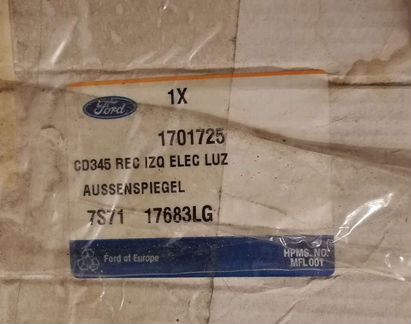 Ford
1X
1701725
CD345 REC IZQ ELEC LUZ
AUSSENSPIEGEL
7S71 17683LG
Ford of Europe
HPMS. NO.
MFL001